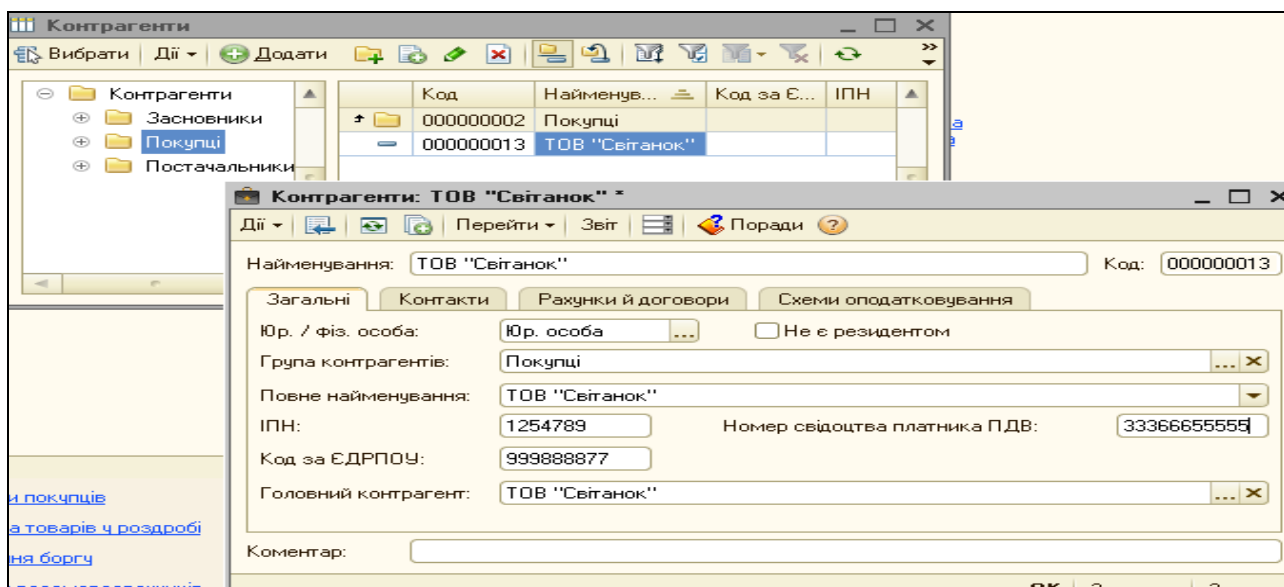 Контрагенти
Вибрати Дії Додати
Контрагенти
Засновники
Покупці
Постачальники
Код Найменув... Код за Є... ІПН
000000002 Покупці
000000013 ТОВ "Світанок"
а
Контрагенти: ТОВ "Світанок" *
Дії Перейти Звіт Поради
Найменування: ТОВ "Світанок" Код: 000000013
Загальні Контакти Рахунки й договори Схеми оподатковування
Юр. / фіз. особа: Юр. особа ... Не є резидентом
Група контрагентів: Покупці ...
Повне найменування: ТОВ "Світанок"
ІПН: 1254789 Номер свідоцтва платника ПДВ: 33366655555
Код за ЄДРПОУ: 999888877
Головний контрагент: ТОВ "Світанок" ...
Коментар:
и покупців
а товарів у роздробі
ня боргу